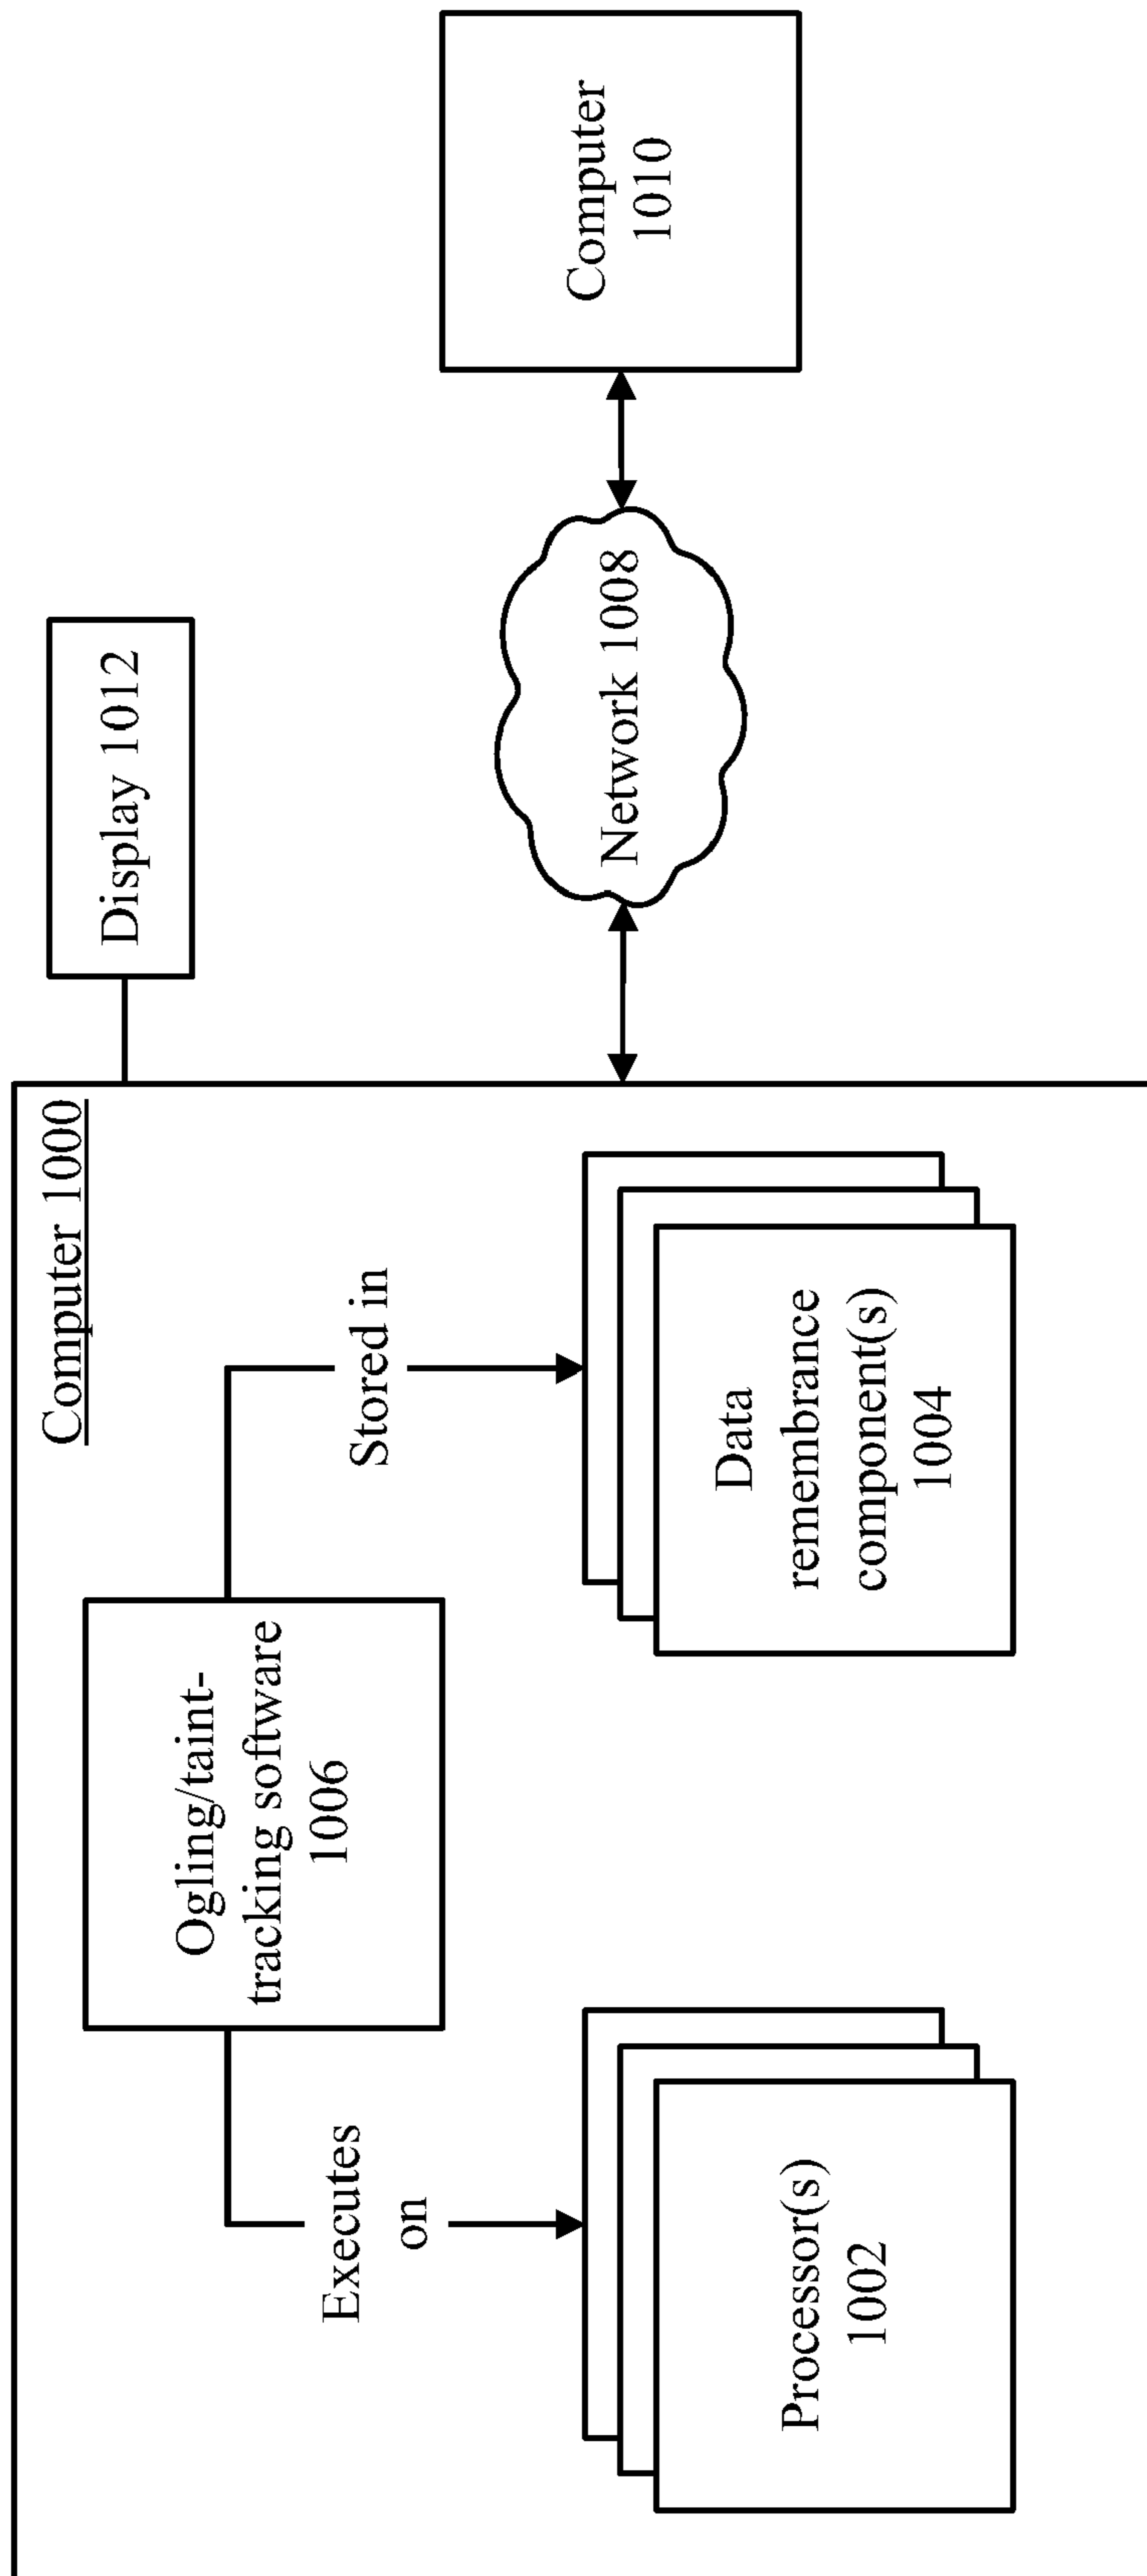 Computer 1000
Ogling/taint-
tracking software
1006
Executes
on
Stored in
Processor(s)
1002
Data
remembrance
component(s)
1004
Display 1012
Network 1008
Computer
1010